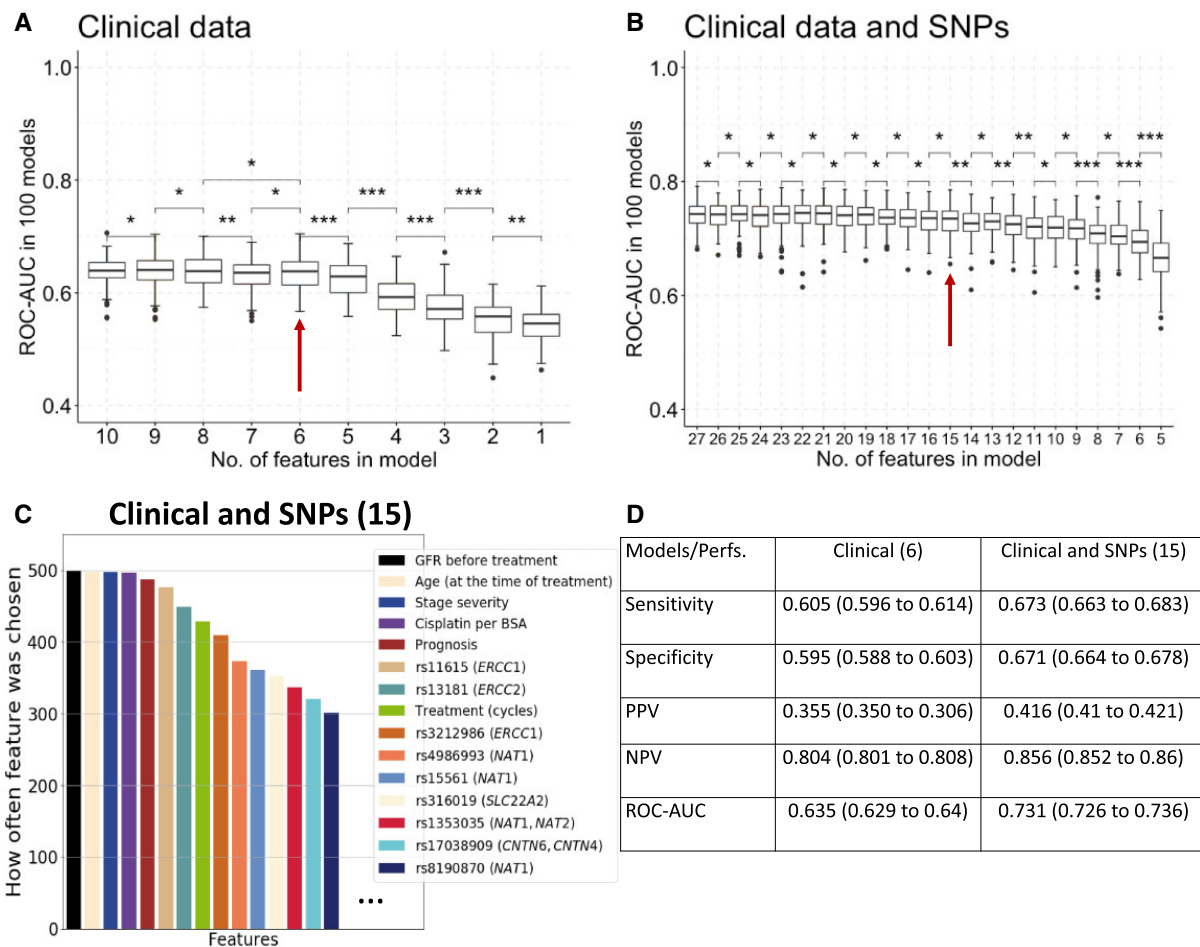 A
Clinical data
ROC-AUC in 100 models
1.0
0.8
0.6
0.4
*
* * *** ***
* ** *** *** **
10 9 8 7 6 5 4 3 2 1
No. of features in model
B
Clinical data and SNPs
ROC-AUC in 100 models
1.0
0.8
0.6
0.4
* * * * * * * ** * * ***
* * * * * * ** ** * *** ***
27 26 25 24 23 22 21 20 19 18 17 16 15 14 13 12 11 10 9 8 7 6 5
No. of features in model
C
Clinical and SNPs (15)
How often feature was chosen
500
400
300
200
100
0
Features
GFR before treatment
Age (at the time of treatment)
Stage severity
Cisplatin per BSA
Prognosis
rs11615 (ERCC1)
rs13181 (ERCC2)
Treatment (cycles)
rs3212986 (ERCC1)
rs4986993 (NAT1)
rs15561 (NAT1)
rs316019 (SLC22A2)
rs1353035 (NAT1, NAT2)
rs17038909 (CNTN6, CNTN4)
rs8190870 (NAT1)
...
D
Models/Perfs. Clinical (6) Clinical and SNPs (15)
Sensitivity 0.605 (0.596 to 0.614) 0.673 (0.663 to 0.683)
Specificity 0.595 (0.588 to 0.603) 0.671 (0.664 to 0.678)
PPV 0.355 (0.350 to 0.306) 0.416 (0.41 to 0.421)
NPV 0.804 (0.801 to 0.808) 0.856 (0.852 to 0.86)
ROC-AUC 0.635 (0.629 to 0.64) 0.731 (0.726 to 0.736)